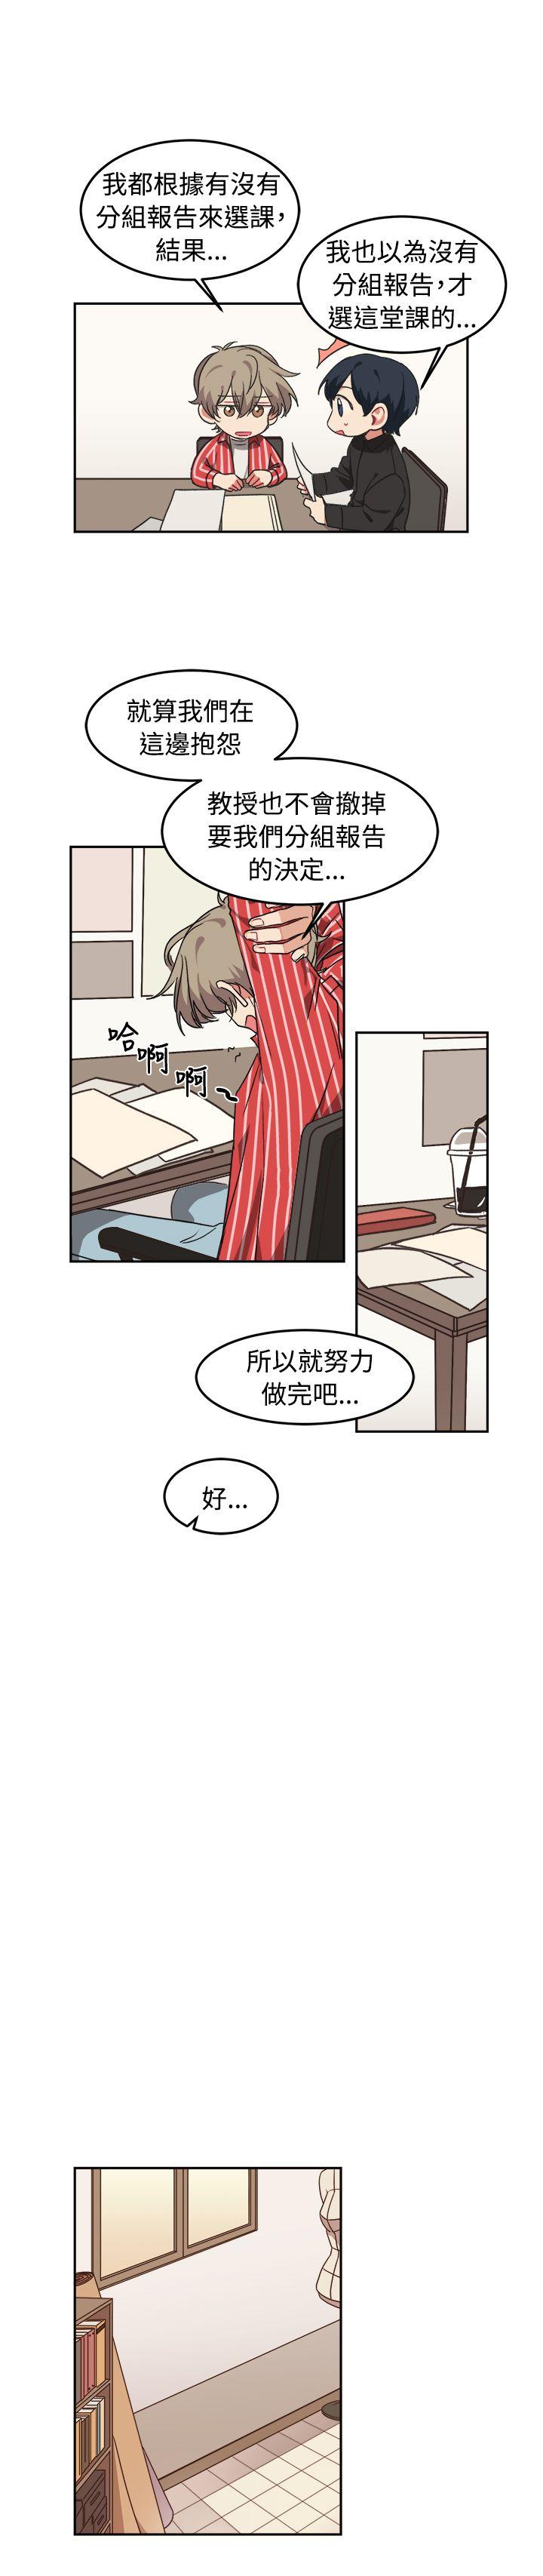 我都根據有沒有
分組報告來選課，
結果...
我也以為沒有
分組報告，才
選這堂課的...
就算我們在
這邊抱怨
教授也不會撤掉
要我們分組報告
的決定...
哈啊啊~
所以就努力
做完吧...
好...